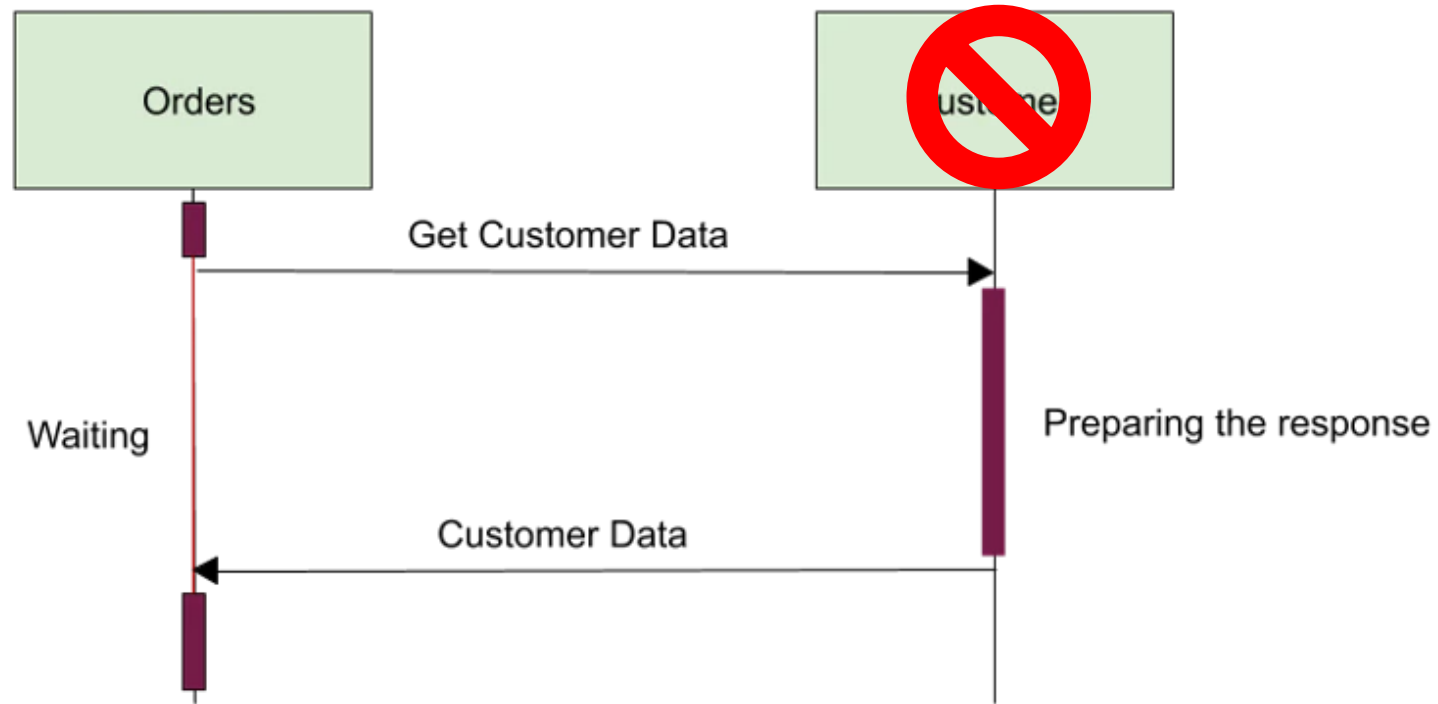 Orders
Get Customer Data
Waiting
Preparing the response
Customer Data